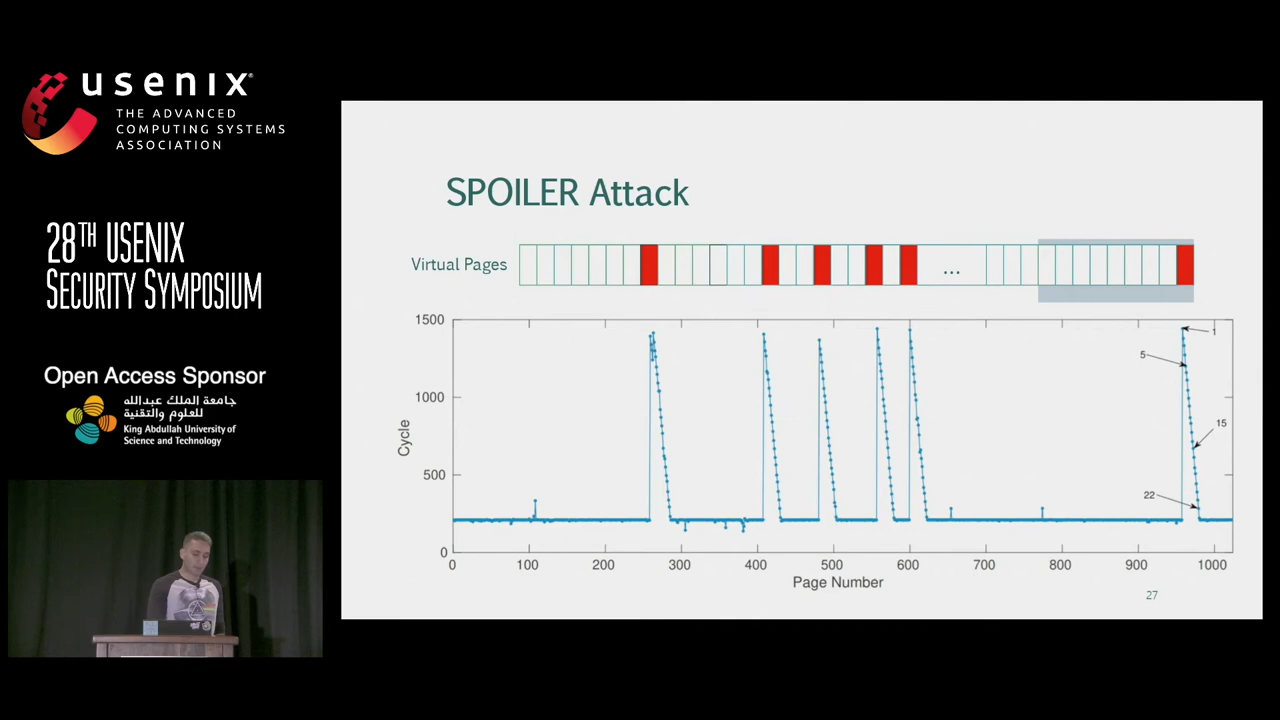 usenix
THE ADVANCED
COMPUTING SYSTEMS
ASSOCIATION
28TH USENIX
SECURITY SYMPOSIUM
Open Access Sponsor
جامعة الملك عبدالله
للعلوم والتقنية
King Abdullah University of
Science and Technology
SPOILER Attack
Virtual Pages
...
1500
1000
500
0
Cycle
1
5
15
22
0
100
200
300
400
500
600
700
800
900
1000
Page Number
27